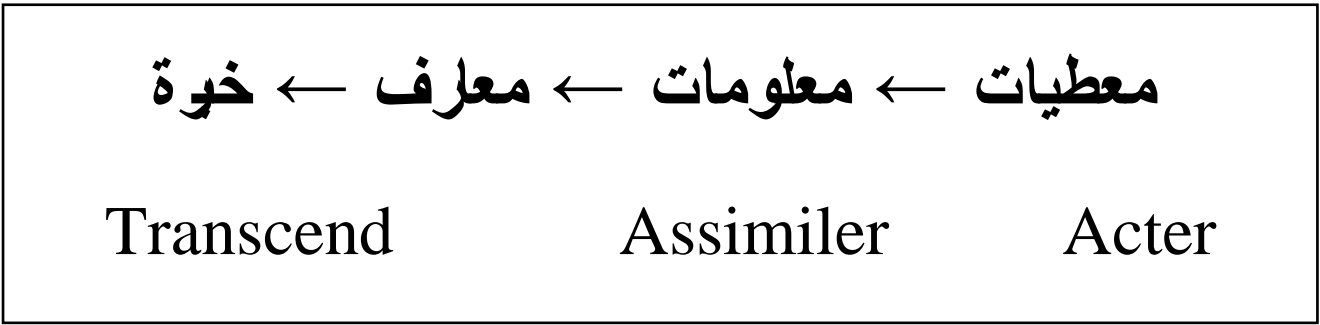 معطيات ← معلومات ← معارف ← خبرة
Transcend Assimiler Acter